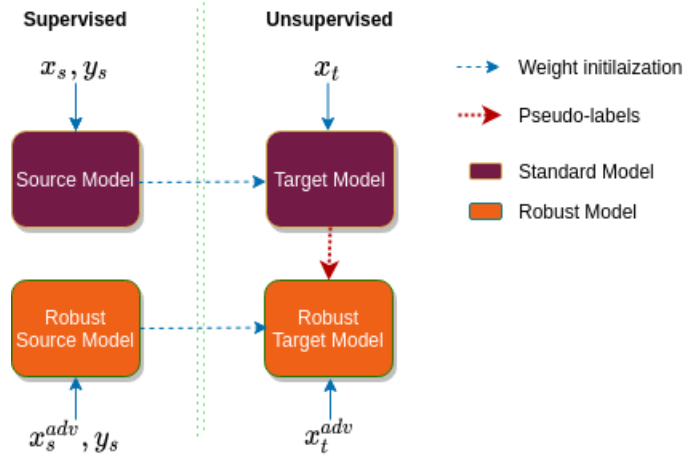 Supervised
Unsupervised
$x_s, y_s$
$x_t$
Weight initilaization
Pseudo-labels
Source Model
Target Model
Standard Model
Robust Model
Robust
Source Model
Robust
Target Model
$x_s^{adv}, y_s$
$x_t^{adv}$